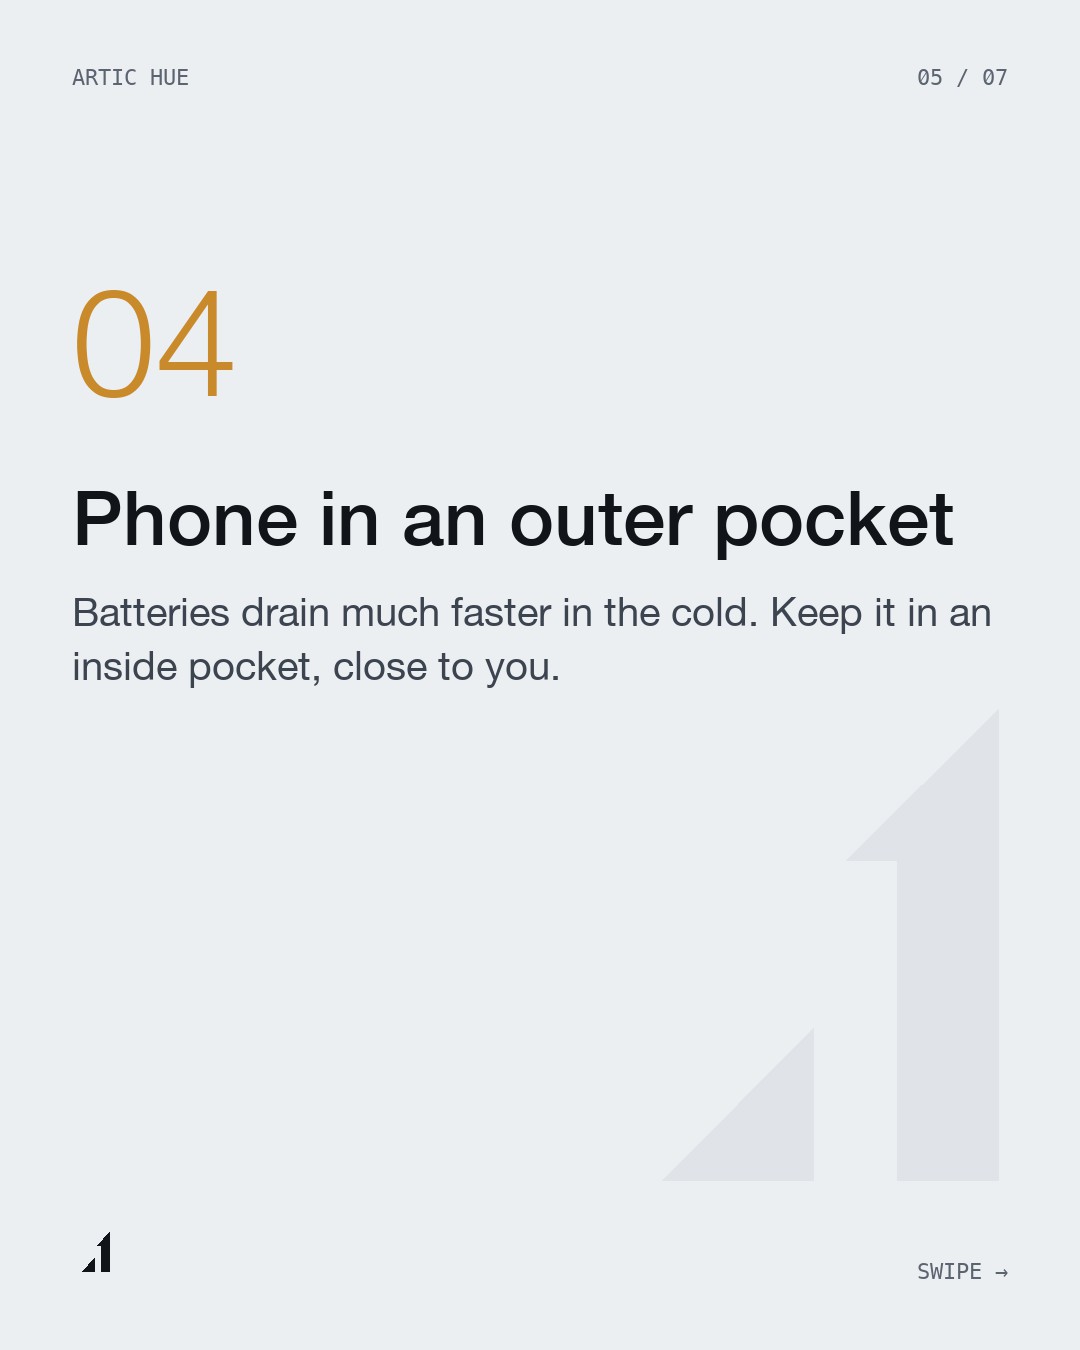 ARTIC HUE
05 / 07
04
Phone in an outer pocket
Batteries drain much faster in the cold. Keep it in an
inside pocket, close to you.
SWIPE →